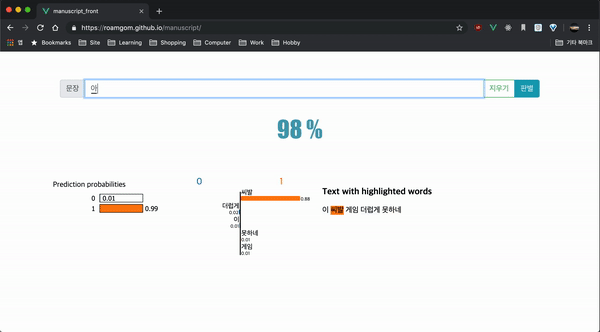 manuscript_front
https://roamgom.github.io/manuscript/
앱 Bookmarks Site Learning Shopping Computer Work Hobby 기타 북마크
문장 아 지우기 판별
98 %
Prediction probabilities
0 0.01
1 0.99
0 1
씨발
0.88
더럽게
0.02
이
0.01
못하네
0.01
게임
0.01
Text with highlighted words
이 씨발 게임 더럽게 못하네